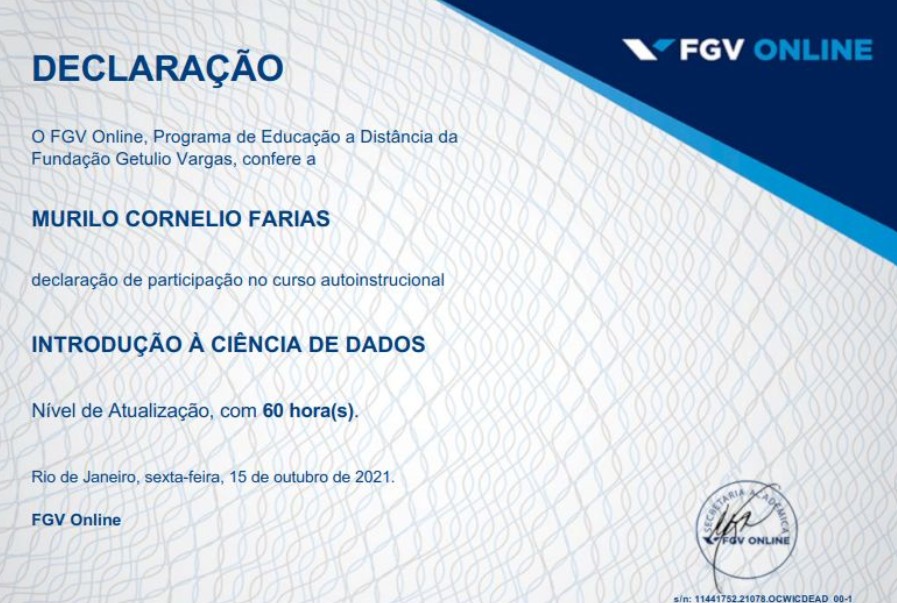 FGV ONLINE
DECLARAÇÃO
O FGV Online, Programa de Educação a Distância da
Fundação Getulio Vargas, confere a
MURILO CORNELIO FARIAS
declaração de participação no curso autoinstrucional
INTRODUÇÃO À CIÊNCIA DE DADOS
Nível de Atualização, com 60 hora(s).
Rio de Janeiro, sexta-feira, 15 de outubro de 2021.
FGV Online
SECRETARIA ACADÊMICA
FGV ONLINE
s/n: 11441752.21078.OCWICDEAD_00-1